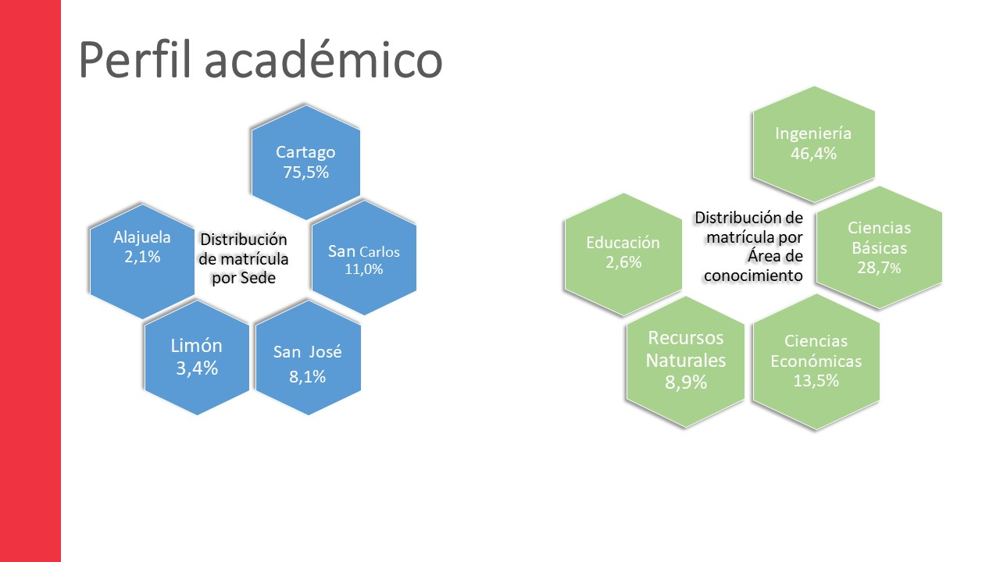 Perfil académico
Cartago
75,5%
San Carlos
11,0%
San José
8,1%
Limón
3,4%
Alajuela
2,1%
Distribución
de matrícula
por Sede
Ingeniería
46,4%
Ciencias
Básicas
28,7%
Ciencias
Económicas
13,5%
Recursos
Naturales
8,9%
Educación
2,6%
Distribución de
matrícula por
Área de
conocimiento